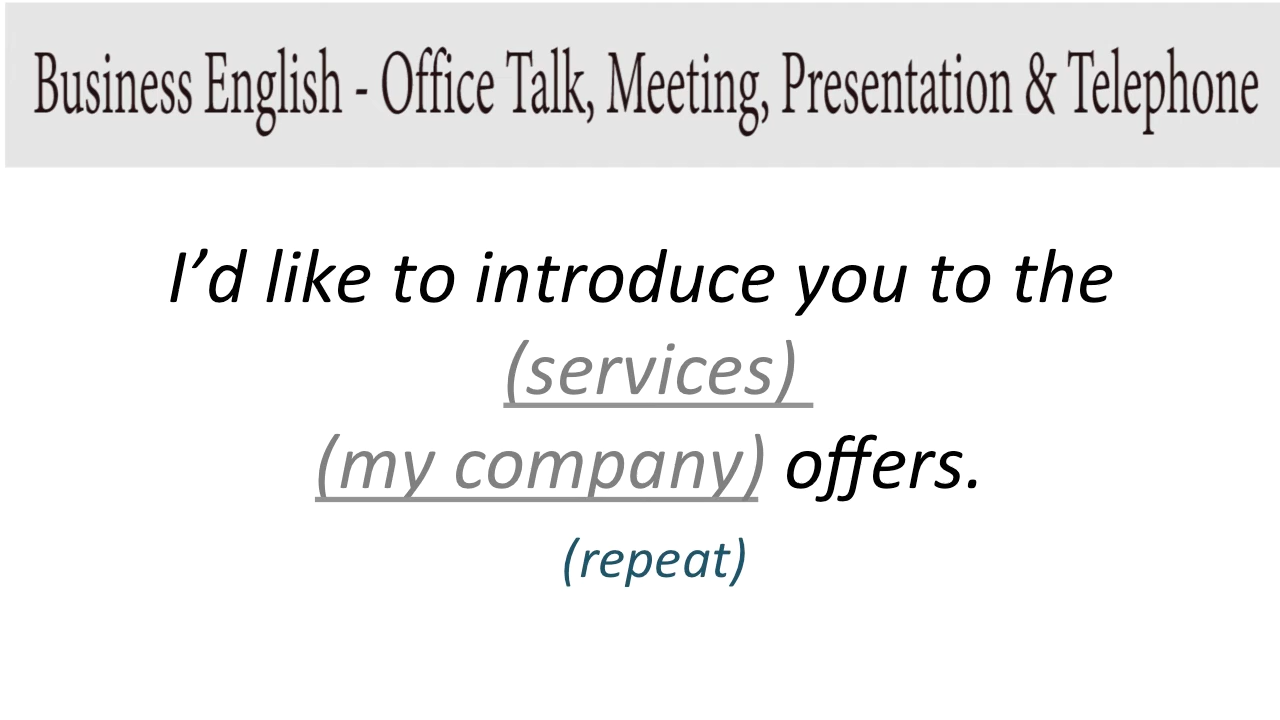 Business English - Office Talk, Meeting, Presentation & Telephone
I’d like to introduce you to the
(services)
(my company) offers.
(repeat)